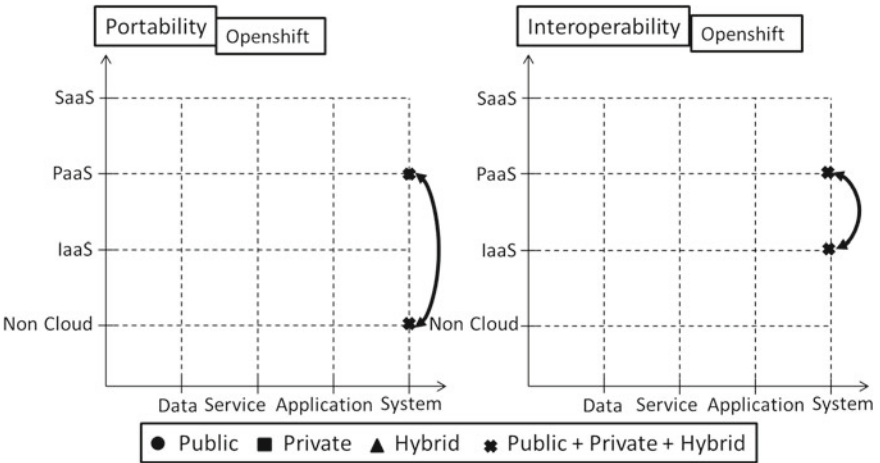 Portability
Openshift
SaaS
PaaS
IaaS
Non Cloud
Data Service Application System
Interoperability
Openshift
SaaS
PaaS
IaaS
Non Cloud
Data Service Application System
Public Private Hybrid Public + Private + Hybrid